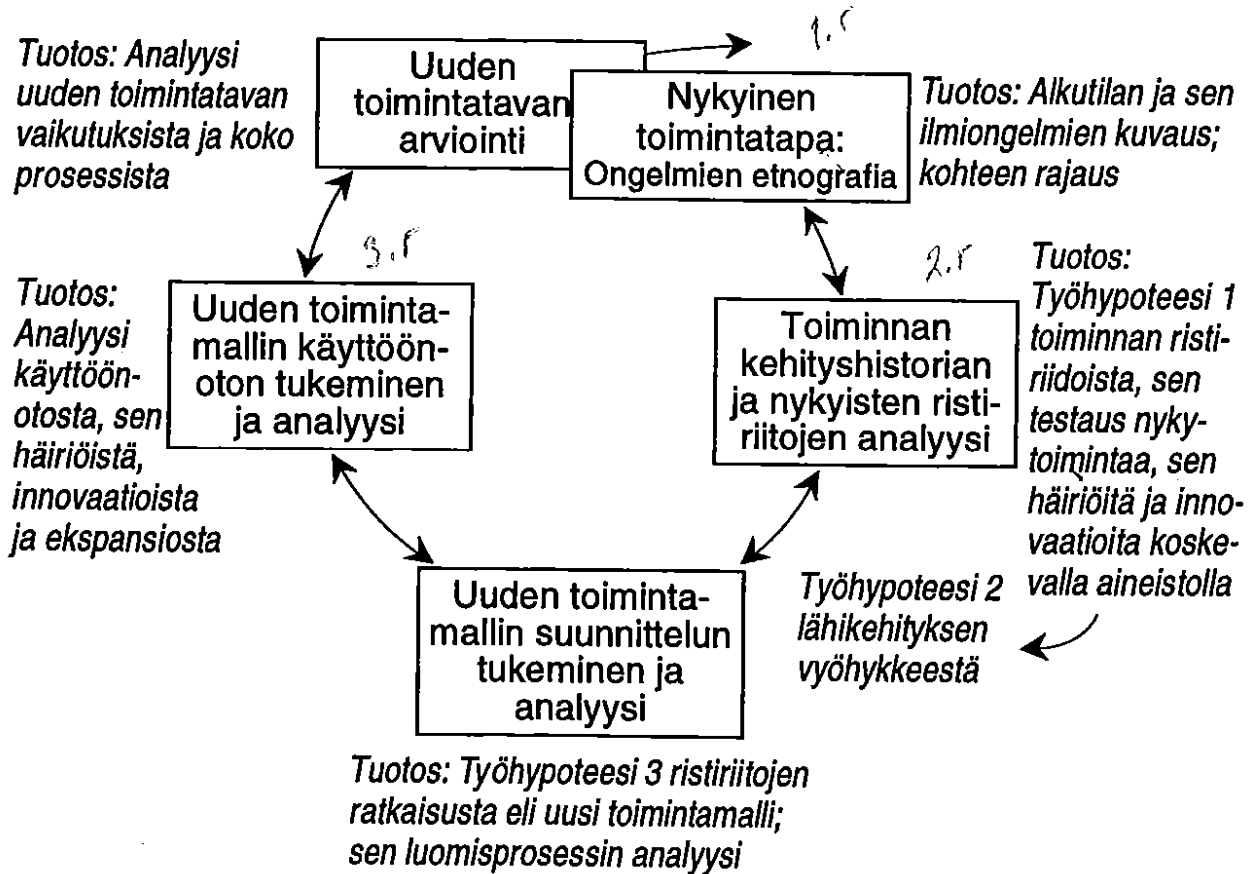 Tuotos: Analyysi
uuden toimintatavan
vaikutuksista ja koko
prosessista
Uuden
toimintatavan
arviointi
1.r
Nykyinen
toimintatapa:
Ongelmien etnografia
Tuotos: Alkutilan ja sen
ilmiongelmien kuvaus;
kohteen rajaus
3.r
2.r
Tuotos:
Analyysi
käyttöön-
otosta, sen
häiriöistä,
innovaatioista
ja ekspansiosta
Uuden toiminta-
mallin käyttöön-
oton tukeminen
ja analyysi
Toiminnan
kehityshistorian
ja nykyisten risti-
riitojen analyysi
Tuotos:
Työhypoteesi 1
toiminnan risti-
riidoista, sen
testaus nyky-
toimintaa, sen
häiriöitä ja inno-
vaatioita koske-
valla aineistolla
Uuden toiminta-
mallin suunnittelun
tukeminen ja
analyysi
Työhypoteesi 2
lähikehityksen
vyöhykkeestä
Tuotos: Työhypoteesi 3 ristiriitojen
ratkaisusta eli uusi toimintamalli;
sen luomisprosessin analyysi